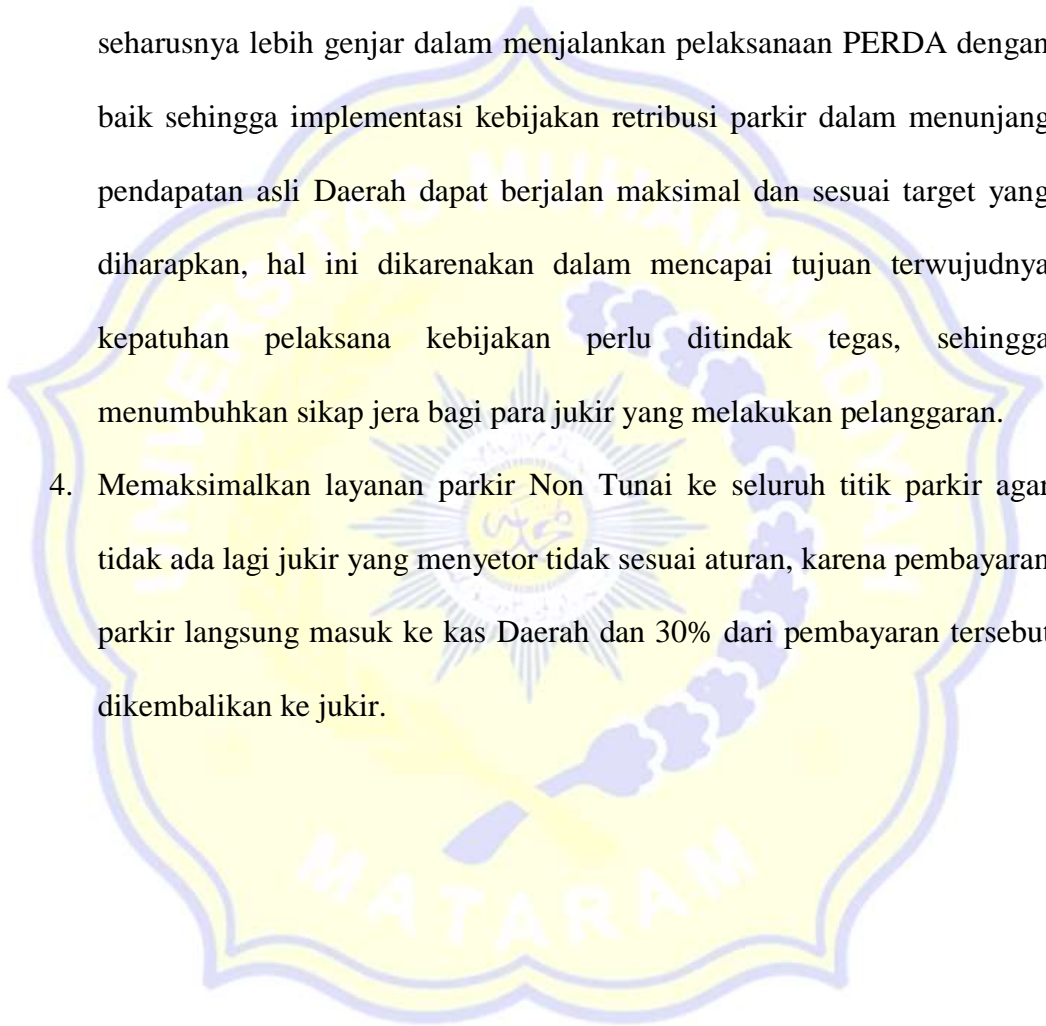 seharusnya lebih genjar dalam menjalankan pelaksanaan PERDA dengan
baik sehingga implementasi kebijakan retribusi parkir dalam menunjang
pendapatan asli Daerah dapat berjalan maksimal dan sesuai target yang
diharapkan, hal ini dikarenakan dalam mencapai tujuan terwujudnya
kepatuhan pelaksana kebijakan perlu ditindak tegas, sehingga
menumbuhkan sikap jera bagi para jukir yang melakukan pelanggaran.
4. Memaksimalkan layanan parkir Non Tunai ke seluruh titik parkir agar
tidak ada lagi jukir yang menyetor tidak sesuai aturan, karena pembayaran
parkir langsung masuk ke kas Daerah dan 30% dari pembayaran tersebut
dikembalikan ke jukir.
UNIVERSITAS MUHAMMADIYAH
MATARAM